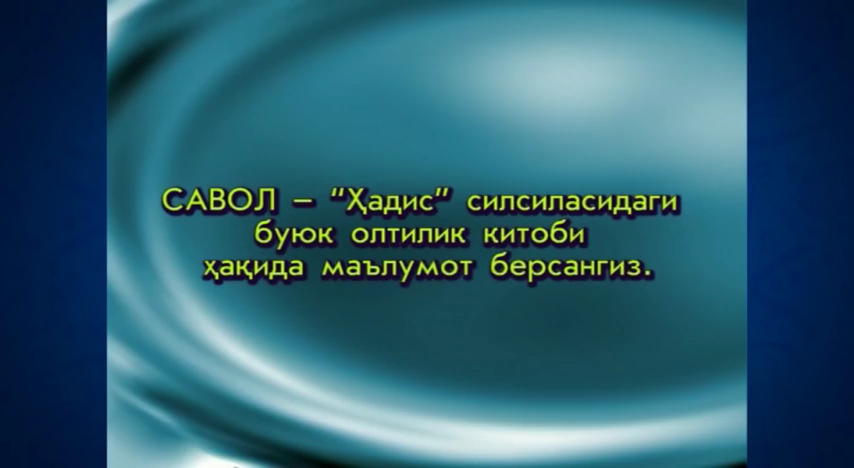 САВОЛ – “Ҳадис” силсиласидаги
буюк олтилик китоби
ҳақида маълумот берсангиз.